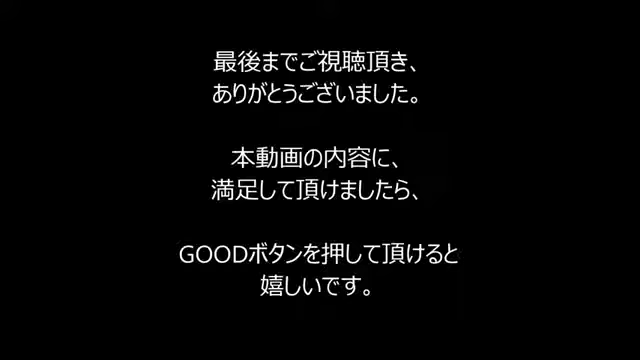 最後までご視聴頂き、
ありがとうございました。
本動画の内容に、
満足して頂けましたら、
GOODボタンを押して頂けると
嬉しいです。